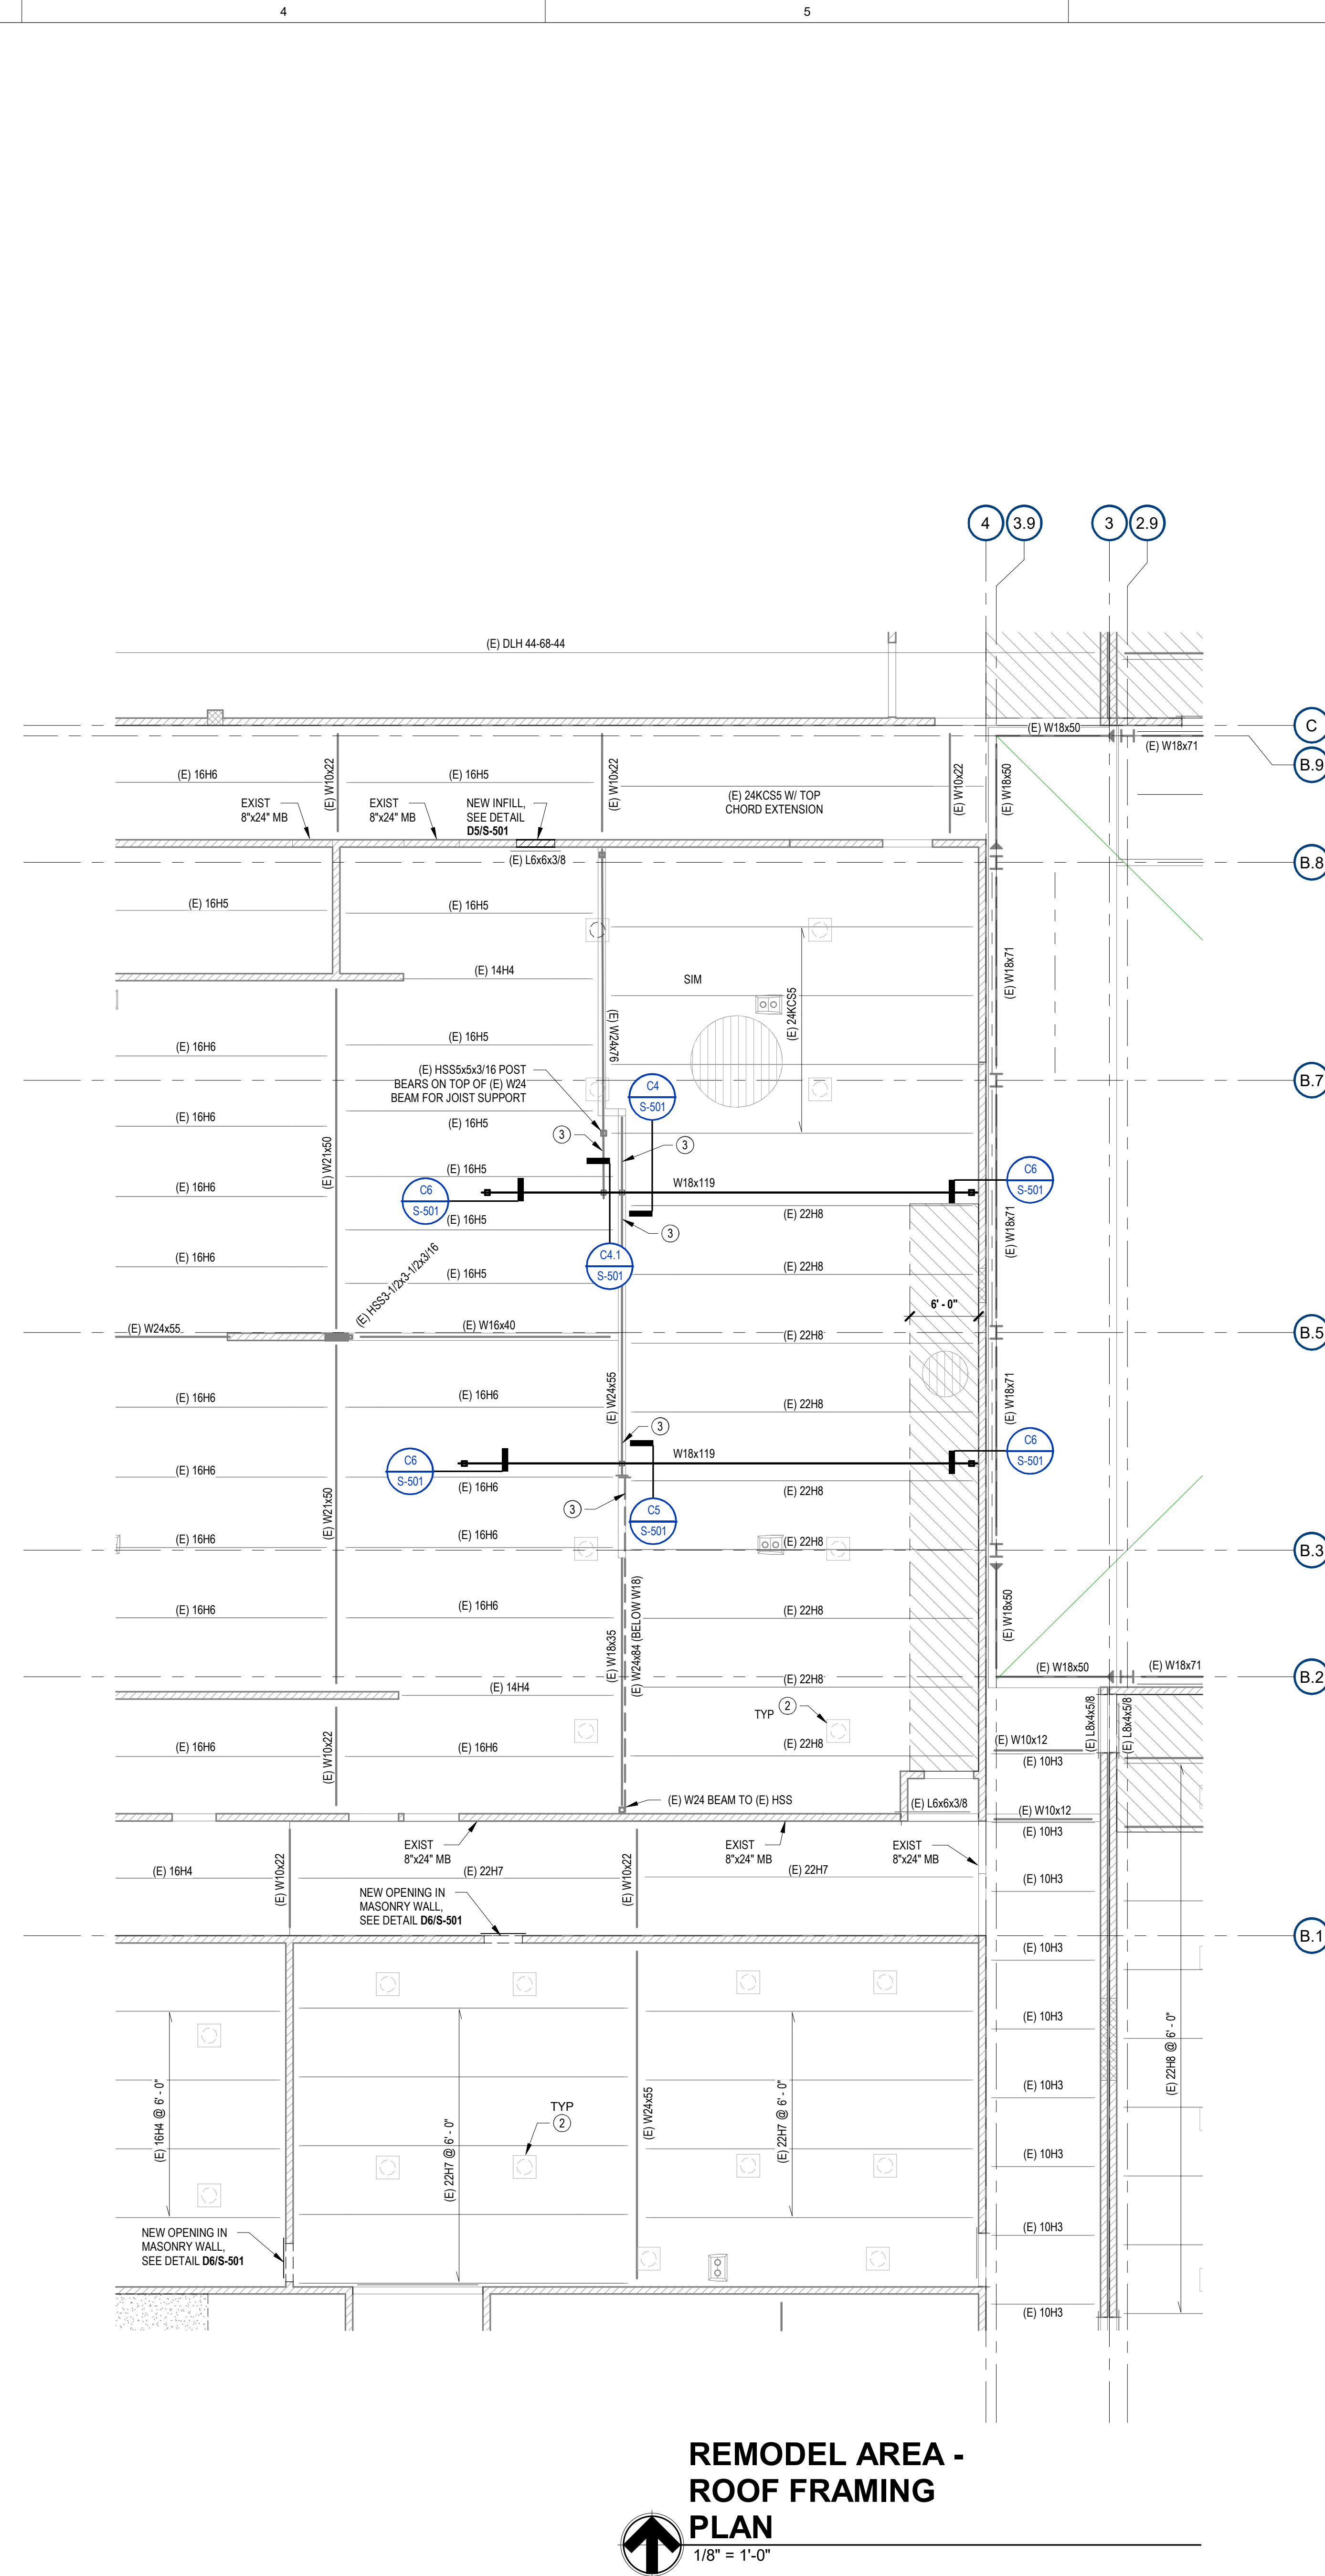 4
5
4
3.9
3
2.9
(E) DLH 44-68-44
C
(E) W18x50
(E) W18x71
B.9
(E) 16H6
(E) W10x22
(E) 16H5
(E) W10x22
(E) 24KCS5 W/ TOP
CHORD EXTENSION
(E) W10x22
(E) W18x50
EXIST
8"x24" MB
EXIST
8"x24" MB
NEW INFILL,
SEE DETAIL
D5/S-501
(E) L6x6x3/8
B.8
(E) 16H5
(E) 16H5
(E) 14H4
SIM
(E) W18x71
(E) 24KCS5
(E) W24x76
(E) 16H6
(E) 16H5
(E) HSS5x5x3/16 POST
BEARS ON TOP OF (E) W24
BEAM FOR JOIST SUPPORT
C4
S-501
B.7
(E) 16H6
(E) 16H5
3
3
(E) W21x50
(E) 16H5
W18x119
C6
S-501
C6
S-501
(E) 16H6
(E) 16H5
(E) 22H8
3
(E) W18x71
(E) 16H6
C4.1
S-501
(E) 22H8
(E) HSS3-1/2x3-1/2x3/16
(E) 16H5
6' - 0"
(E) W24x55
(E) W16x40
(E) 22H8
B.5
(E) W24x55
(E) W18x71
(E) 16H6
(E) 16H6
(E) 22H8
3
W18x119
C6
S-501
C6
S-501
(E) 16H6
(E) 16H6
(E) 22H8
(E) W21x50
3
C5
S-501
(E) 16H6
(E) 16H6
(E) 22H8
B.3
(E) 16H6
(E) 16H6
(E) 22H8
(E) W18x35
(E) W24x84 (BELOW W18)
(E) W18x50
(E) W18x50
(E) W18x71
B.2
(E) 14H4
(E) 22H8
TYP
2
(E) L8x4x5/8
(E) L8x4x5/8
(E) 16H6
(E) W10x22
(E) 16H6
(E) 22H8
(E) W10x12
(E) 10H3
(E) W24 BEAM TO (E) HSS
(E) L6x6x3/8
(E) W10x12
(E) 10H3
EXIST
8"x24" MB
EXIST
8"x24" MB
EXIST
8"x24" MB
(E) 16H4
(E) W10x22
(E) 22H7
(E) W10x22
(E) 22H7
(E) 10H3
NEW OPENING IN
MASONRY WALL,
SEE DETAIL D6/S-501
B.1
(E) 10H3
(E) 10H3
(E) 22H8 @ 6' - 0"
(E) 10H3
(E) 16H4 @ 6' - 0"
(E) 22H7 @ 6' - 0"
TYP
2
(E) W24x55
(E) 22H7 @ 6' - 0"
(E) 10H3
(E) 10H3
NEW OPENING IN
MASONRY WALL,
SEE DETAIL D6/S-501
(E) 10H3
REMODEL AREA -
ROOF FRAMING
PLAN
1/8" = 1'-0"